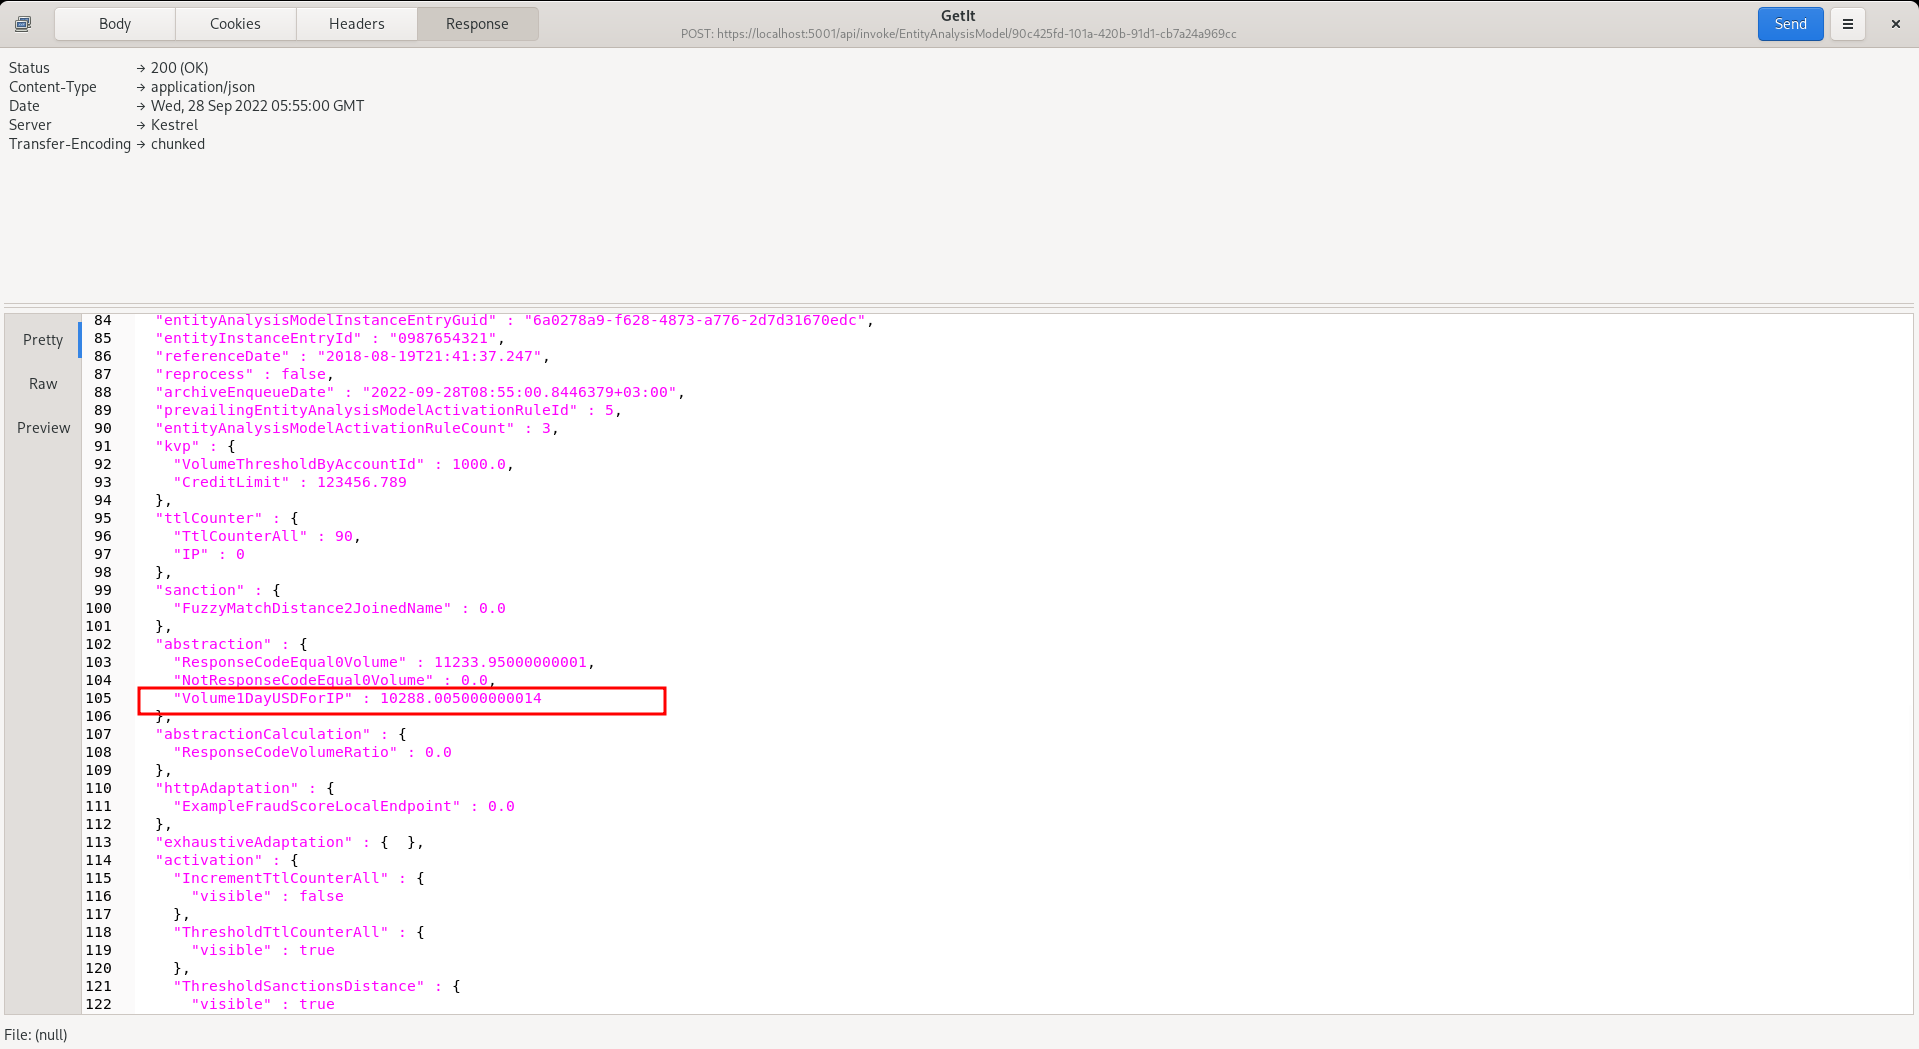 Body Cookies Headers Response GetIt Send
POST: https://localhost:5001/api/invoke/EntityAnalysisModel/90c425fd-101a-420b-91d1-cb7a24a969cc
Status → 200 (OK)
Content-Type → application/json
Date → Wed, 28 Sep 2022 05:55:00 GMT
Server → Kestrel
Transfer-Encoding → chunked
Pretty
Raw
Preview
84 "entityAnalysisModelInstanceEntryGuid" : "6a0278a9-f628-4873-a776-2d7d31670edc",
85 "entityInstanceEntryId" : "0987654321",
86 "referenceDate" : "2018-08-19T21:41:37.247",
87 "reprocess" : false,
88 "archiveEnqueueDate" : "2022-09-28T08:55:00.8446379+03:00",
89 "prevailingEntityAnalysisModelActivationRuleId" : 5,
90 "entityAnalysisModelActivationRuleCount" : 3,
91 "kvp" : {
92 "VolumeThresholdByAccountId" : 1000.0,
93 "CreditLimit" : 123456.789
94 },
95 "ttlCounter" : {
96 "TtlCounterAll" : 90,
97 "IP" : 0
98 },
99 "sanction" : {
100 "FuzzyMatchDistance2JoinedName" : 0.0
101 },
102 "abstraction" : {
103 "ResponseCodeEqual0Volume" : 11233.95000000001,
104 "NotResponseCodeEqual0Volume" : 0.0,
105 "Volume1DayUSDForIP" : 10288.005000000014
106 },
107 "abstractionCalculation" : {
108 "ResponseCodeVolumeRatio" : 0.0
109 },
110 "httpAdaptation" : {
111 "ExampleFraudScoreLocalEndpoint" : 0.0
112 },
113 "exhaustiveAdaptation" : {  },
114 "activation" : {
115 "IncrementTtlCounterAll" : {
116 "visible" : false
117 },
118 "ThresholdTtlCounterAll" : {
119 "visible" : true
120 },
121 "ThresholdSanctionsDistance" : {
122 "visible" : true
File: (null)